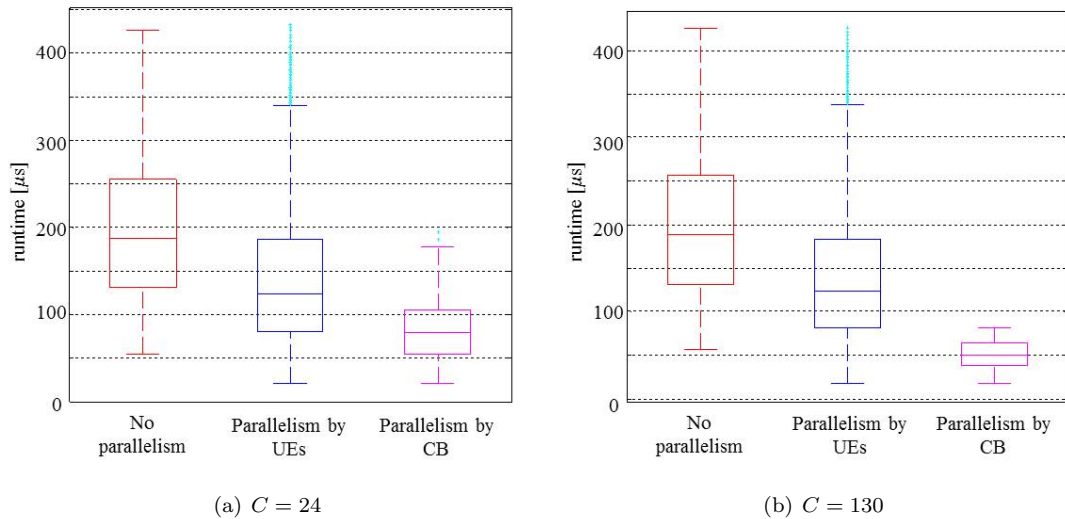 runtime [μs]
400
300
200
100
0
No
parallelism
Parallelism by
UEs
Parallelism by
CB
(a) C = 24
runtime [μs]
400
300
200
100
0
No
parallelism
Parallelism by
UEs
Parallelism by
CB
(b) C = 130